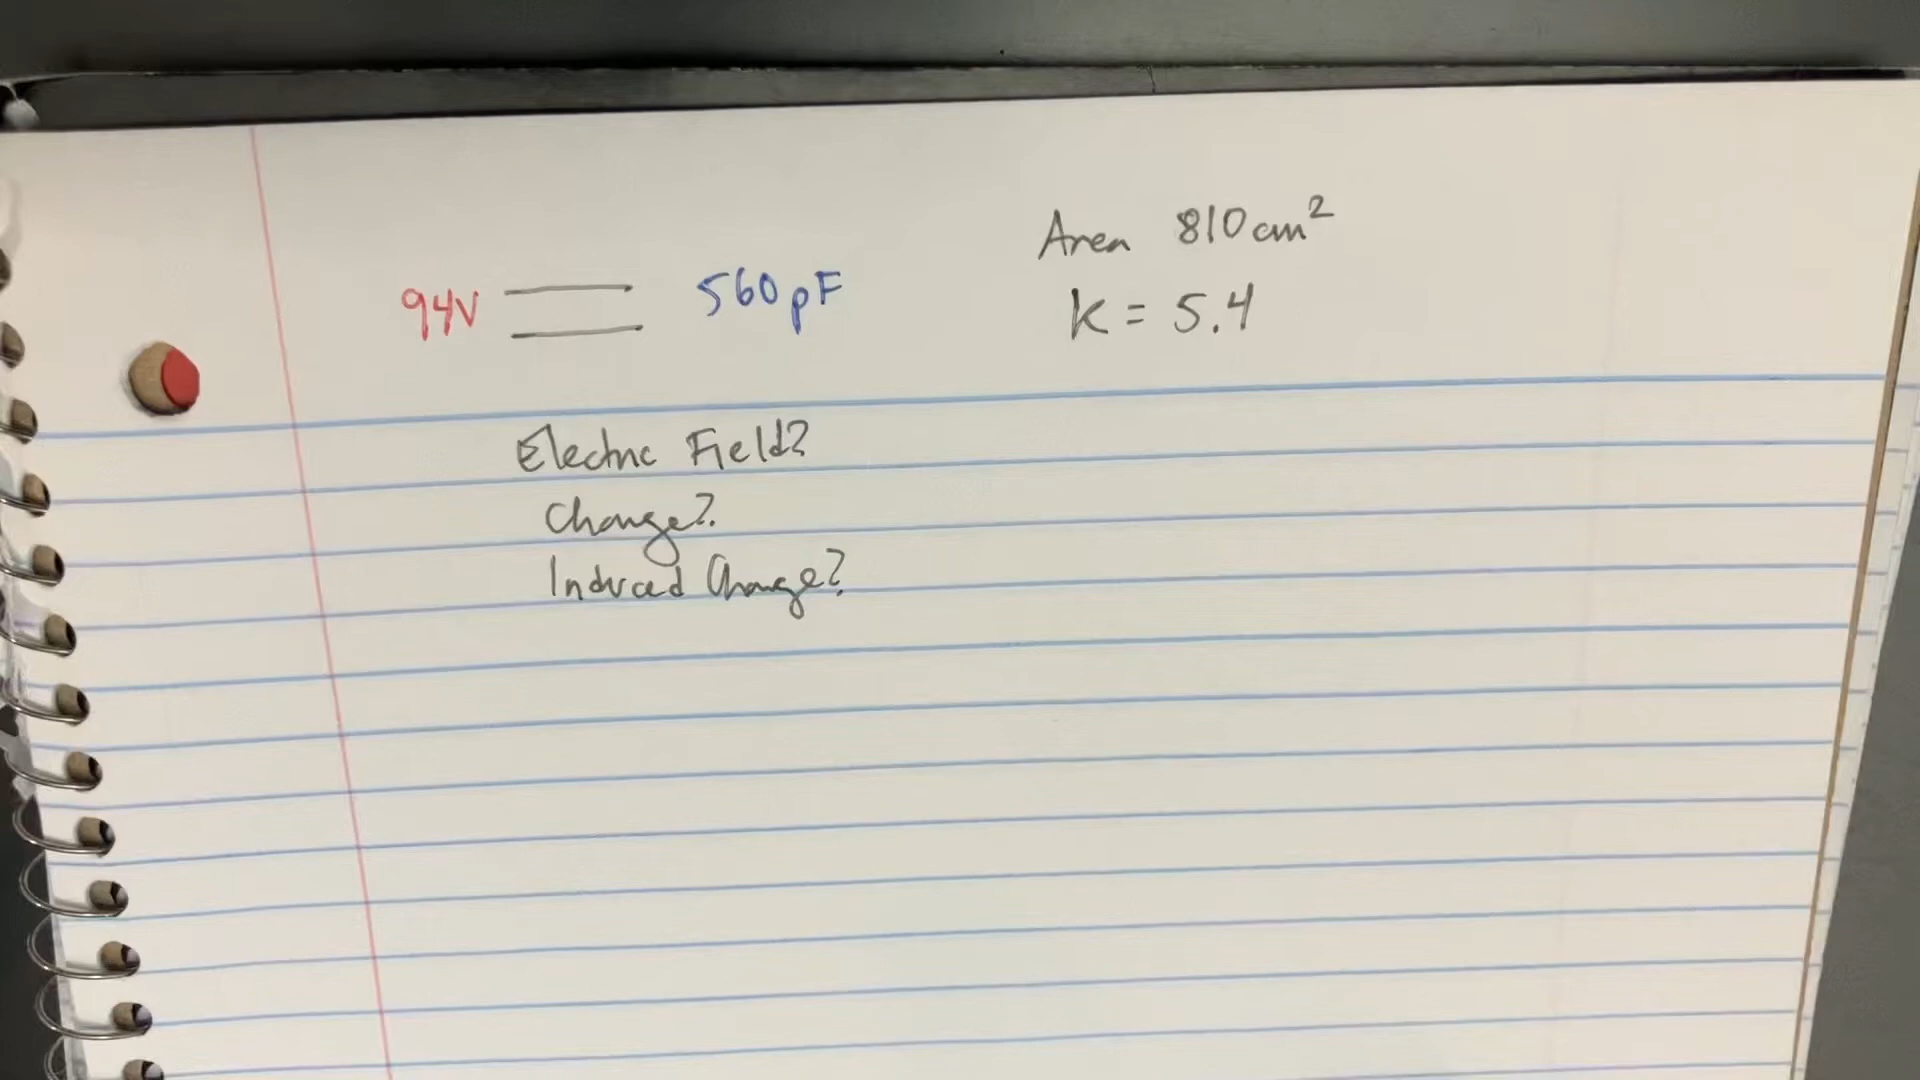 Area 810 cm²
94V 560 pF
K = 5.4
Electric Field?
Charge?
Induced Charge?